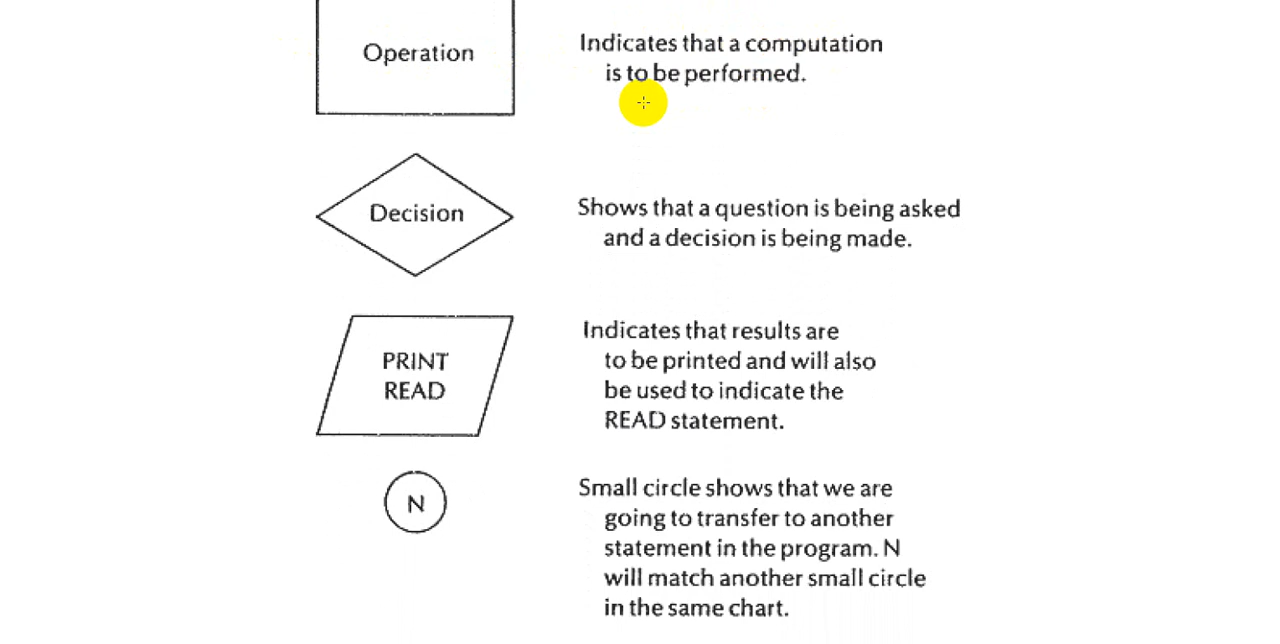 Operation
Indicates that a computation
is to be performed.
Decision
Shows that a question is being asked
and a decision is being made.
PRINT
READ
Indicates that results are
to be printed and will also
be used to indicate the
READ statement.
N
Small circle shows that we are
going to transfer to another
statement in the program. N
will match another small circle
in the same chart.